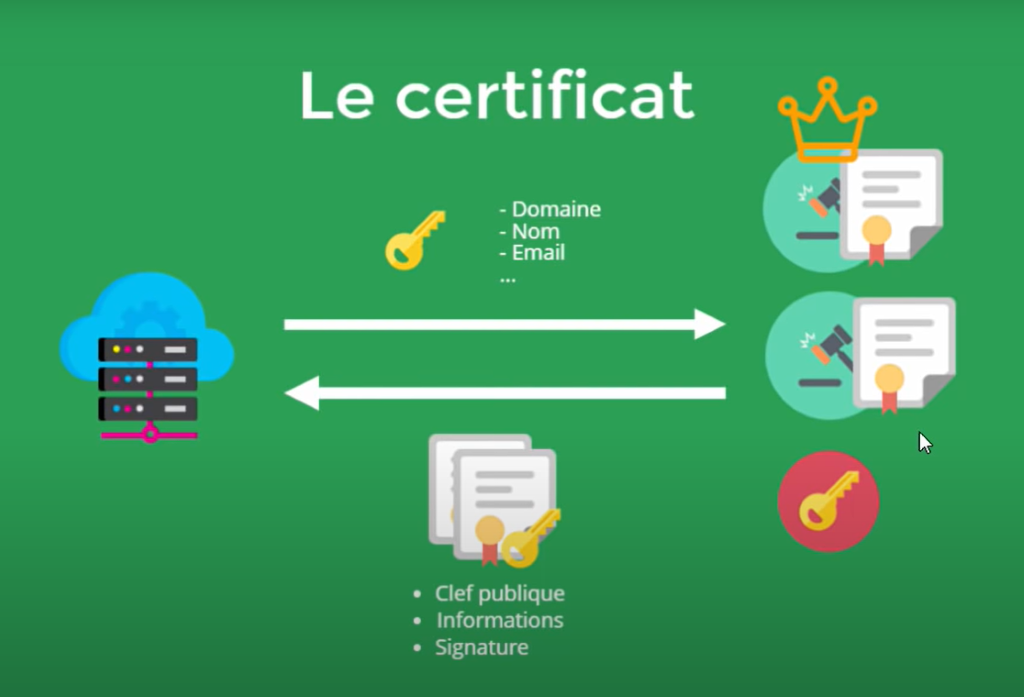 Le certificat
- Domaine
- Nom
- Email
...
• Clef publique
• Informations
• Signature